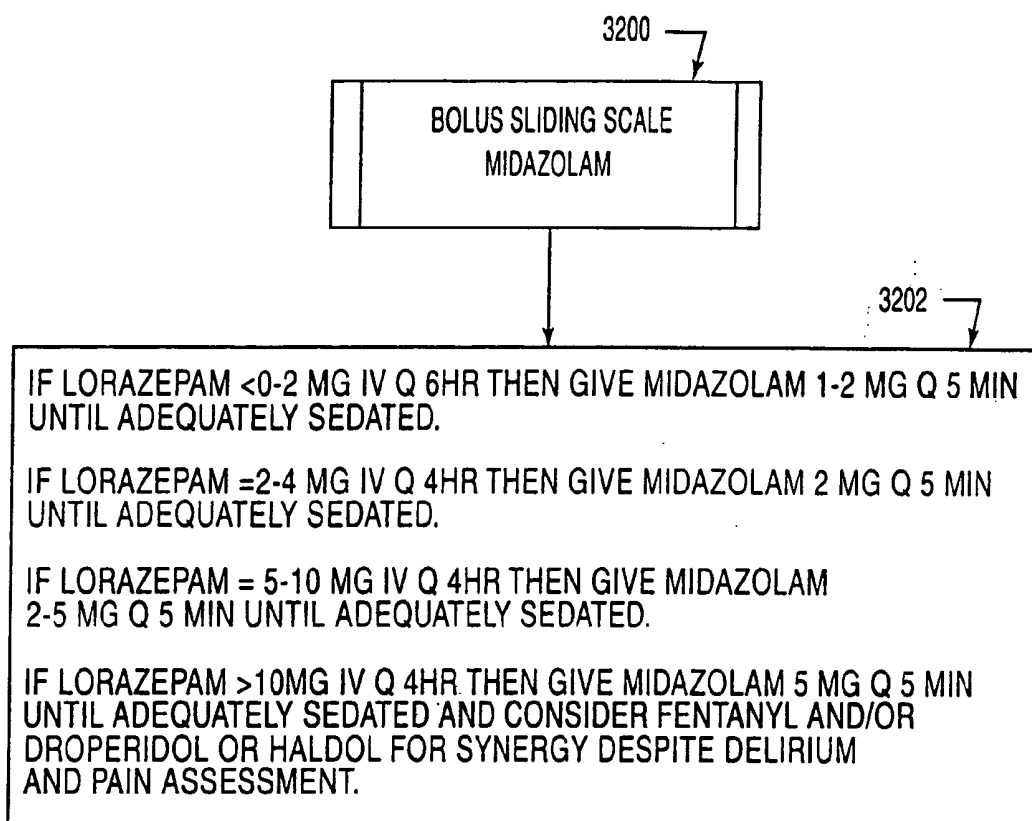 3200
BOLUS SLIDING SCALE
MIDAZOLAM
3202
IF LORAZEPAM <0-2 MG IV Q 6HR THEN GIVE MIDAZOLAM 1-2 MG Q 5 MIN
UNTIL ADEQUATELY SEDATED.
IF LORAZEPAM =2-4 MG IV Q 4HR THEN GIVE MIDAZOLAM 2 MG Q 5 MIN
UNTIL ADEQUATELY SEDATED.
IF LORAZEPAM = 5-10 MG IV Q 4HR THEN GIVE MIDAZOLAM
2-5 MG Q 5 MIN UNTIL ADEQUATELY SEDATED.
IF LORAZEPAM >10MG IV Q 4HR THEN GIVE MIDAZOLAM 5 MG Q 5 MIN
UNTIL ADEQUATELY SEDATED AND CONSIDER FENTANYL AND/OR
DROPERIDOL OR HALDOL FOR SYNERGY DESPITE DELIRIUM
AND PAIN ASSESSMENT.